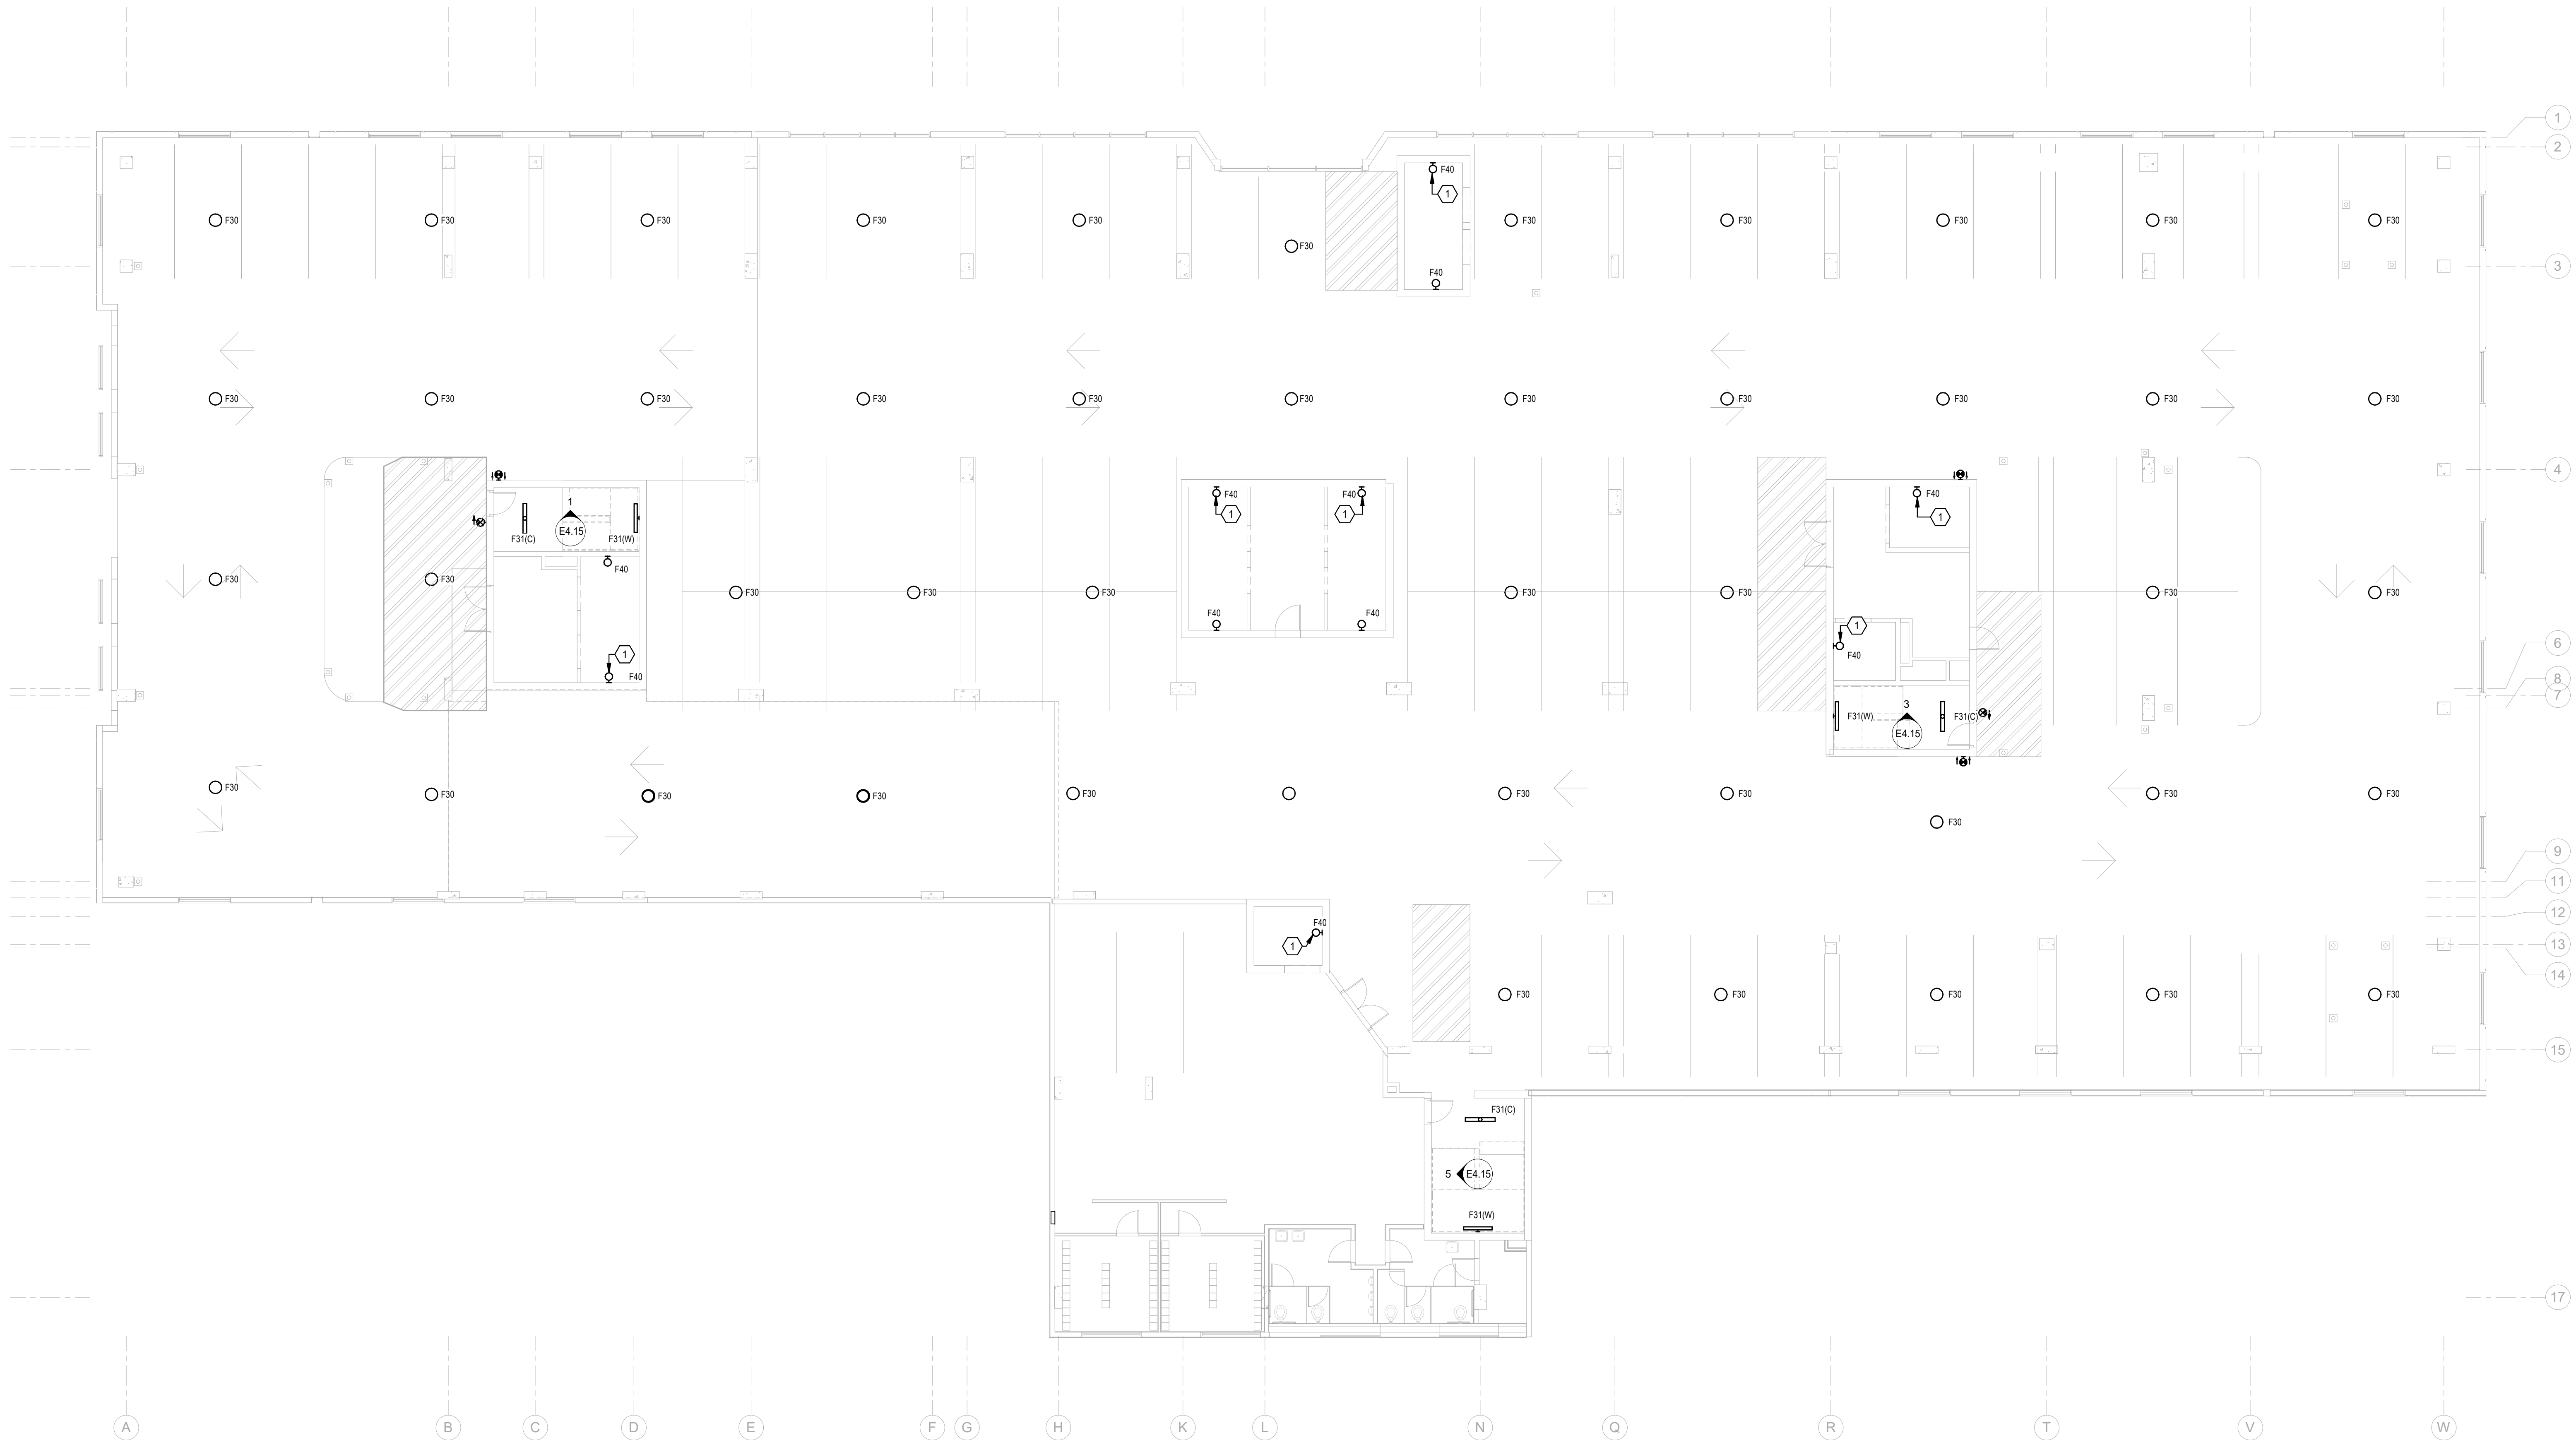 1
2
F40
1
F30 F30 F30 F30 F30 F30 F30 F30 F30 F30
F30
3
F40
F30 F30 F30 F30 F30 F30 F30 F30 F30 F30 F30
4
F40 F40 F40
1 1 1
1
E4.15
F31(C) F31(W)
F40
F30 F30
F30 F30 F30 F30 F30 F30 F30
F40 F40
1
6
1
F40
F40
8
7
3
F31(W) F31(C)
E4.15
F30 F30 F30 F30 F30 F30 F30 F30 F30
F30
9
11
12
F40
1
13
14
F30 F30 F30 F30 F30
15
F31(C)
5 E4.15
F31(W)
17
A B C D E F G H K L N Q R T V W